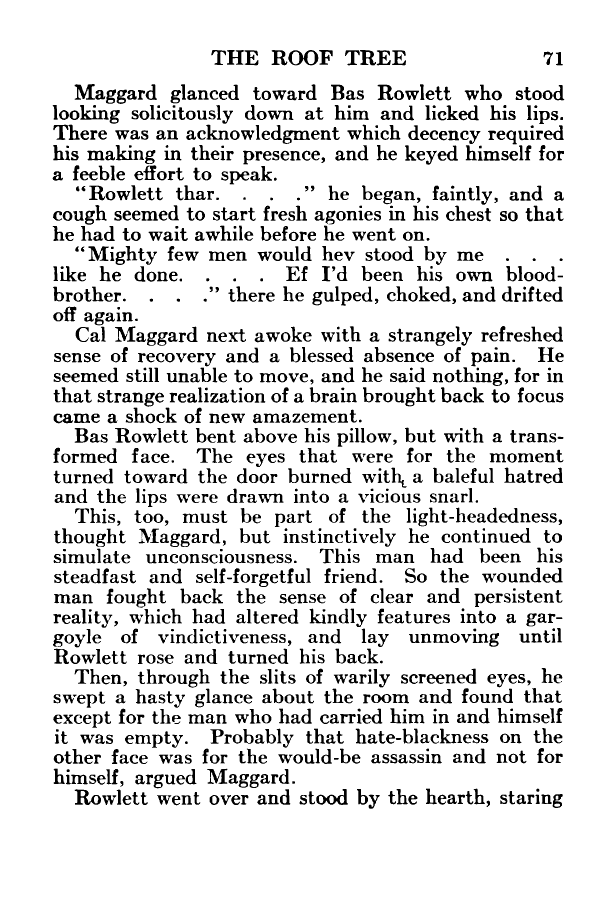 THE ROOF TREE 71
Maggard glanced toward Bas Rowlett who stood
looking solicitously down at him and licked his lips.
There was an acknowledgment which decency required
his making in their presence, and he keyed himself for
a feeble effort to speak.
"Rowlett thar. . . ." he began, faintly, and a
cough seemed to start fresh agonies in his chest so that
he had to wait awhile before he went on.
"Mighty few men would hev stood by me . . .
like he done. . . . Ef I'd been his own blood-
brother. . . ." there he gulped, choked, and drifted
off again.
Cal Maggard next awoke with a strangely refreshed
sense of recovery and a blessed absence of pain. He
seemed still unable to move, and he said nothing, for in
that strange realization of a brain brought back to focus
came a shock of new amazement.
Bas Rowlett bent above his pillow, but with a trans-
formed face. The eyes that were for the moment
turned toward the door burned with a baleful hatred
and the lips were drawn into a vicious snarl.
This, too, must be part of the light-headedness,
thought Maggard, but instinctively he continued to
simulate unconsciousness. This man had been his
steadfast and self-forgetful friend. So the wounded
man fought back the sense of clear and persistent
reality, which had altered kindly features into a gar-
goyle of vindictiveness, and lay unmoving until
Rowlett rose and turned his back.
Then, through the slits of warily screened eyes, he
swept a hasty glance about the room and found that
except for the man who had carried him in and himself
it was empty. Probably that hate-blackness on the
other face was for the would-be assassin and not for
himself, argued Maggard.
Rowlett went over and stood by the hearth, staring